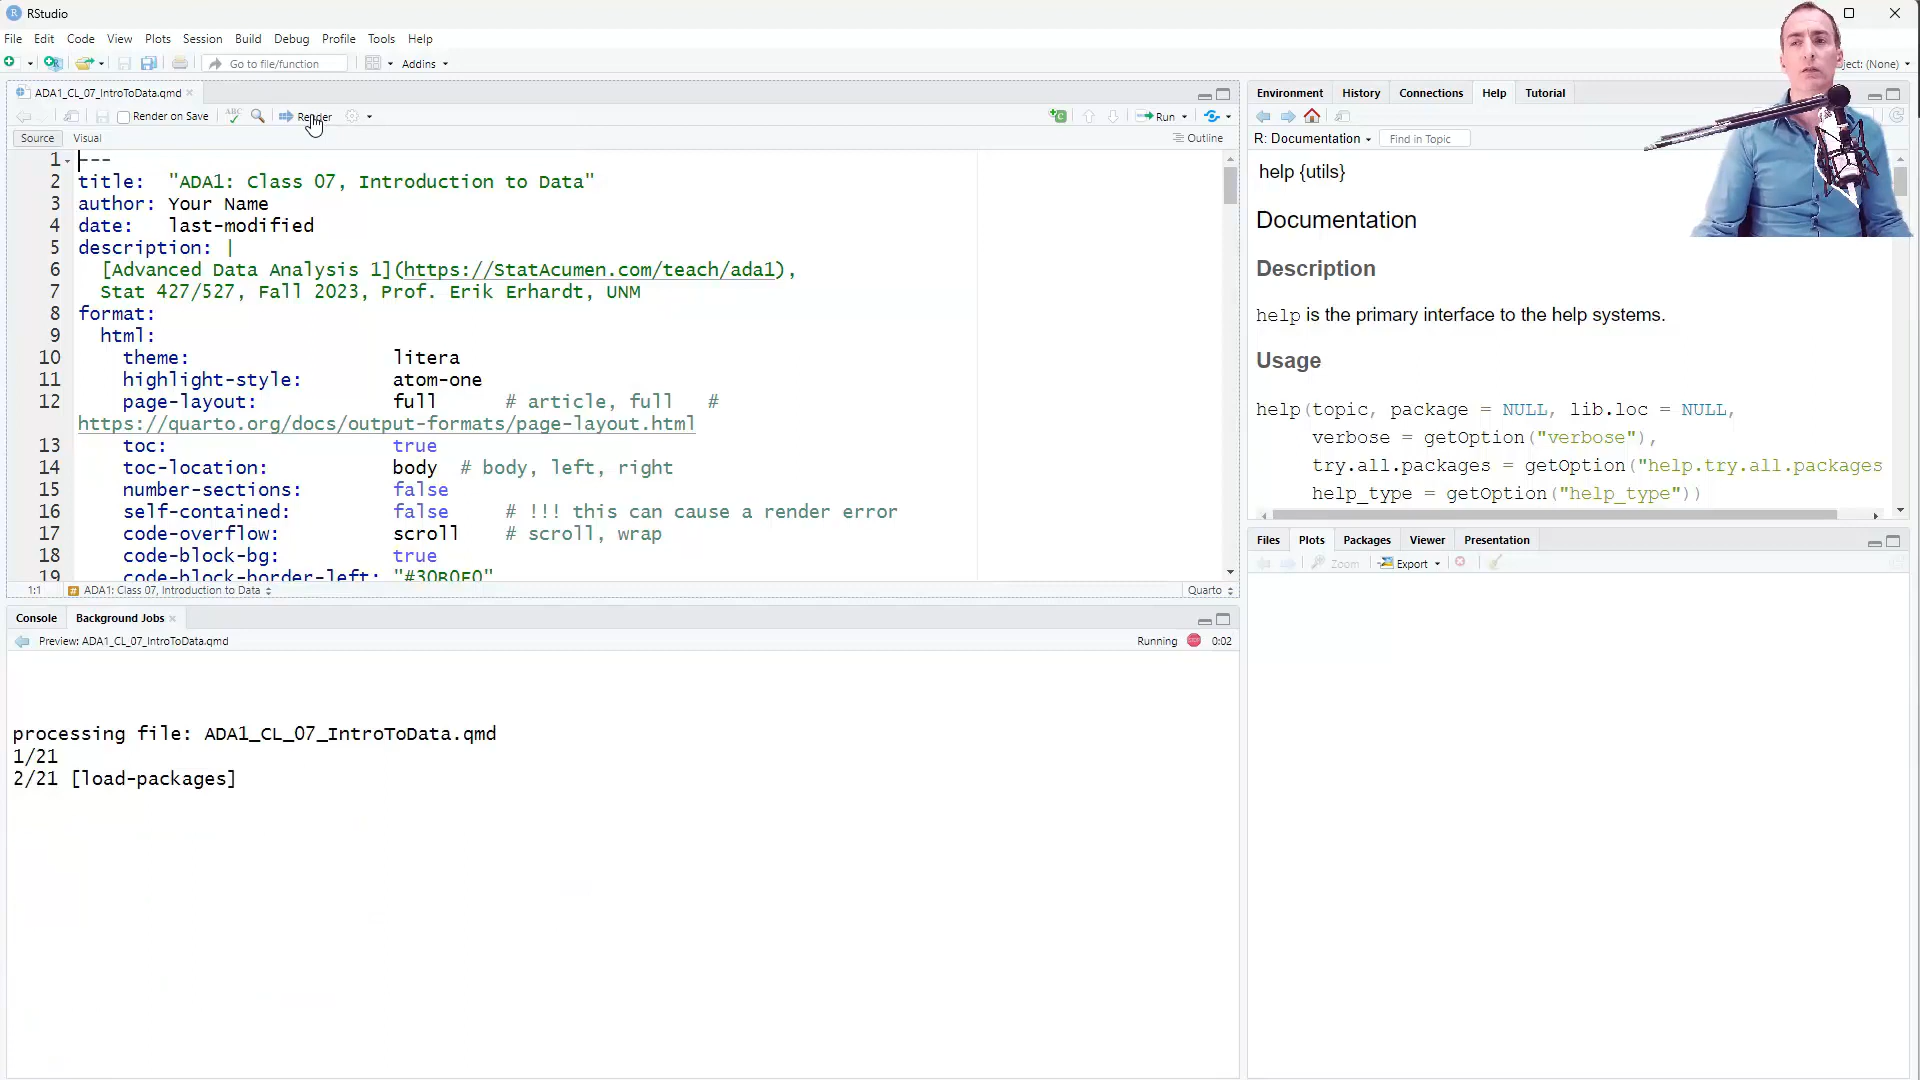 RStudio
File Edit Code View Plots Session Build Debug Profile Tools Help
Go to file/function Addins
(None)
ADA1_CL_07_IntroToData.qmd
Render on Save ABC Render Run
Source Visual Outline
1 ---
2 title: "ADA1: Class 07, Introduction to Data"
3 author: Your Name
4 date: last-modified
5 description: |
6 [Advanced Data Analysis 1](https://StatAcumen.com/teach/ada1),
7 Stat 427/527, Fall 2023, Prof. Erik Erhardt, UNM
8 format:
9 html:
10 theme: litera
11 highlight-style: atom-one
12 page-layout: full # article, full #
https://quarto.org/docs/output-formats/page-layout.html
13 toc: true
14 toc-location: body # body, left, right
15 number-sections: false
16 self-contained: false # !!! this can cause a render error
17 code-overflow: scroll # scroll, wrap
18 code-block-bg: true
19 code-block-border-left: "#30B0E0"
1:1 # ADA1: Class 07, Introduction to Data Quarto
Console Background Jobs
Preview: ADA1_CL_07_IntroToData.qmd Running STOP 0:02
processing file: ADA1_CL_07_IntroToData.qmd
1/21
2/21 [load-packages]
Environment History Connections Help Tutorial
R: Documentation Find in Topic
help {utils}
Documentation
Description
help is the primary interface to the help systems.
Usage
help(topic, package = NULL, lib.loc = NULL,
verbose = getOption("verbose"),
try.all.packages = getOption("help.try.all.packages
help_type = getOption("help_type"))
Files Plots Packages Viewer Presentation
Zoom Export